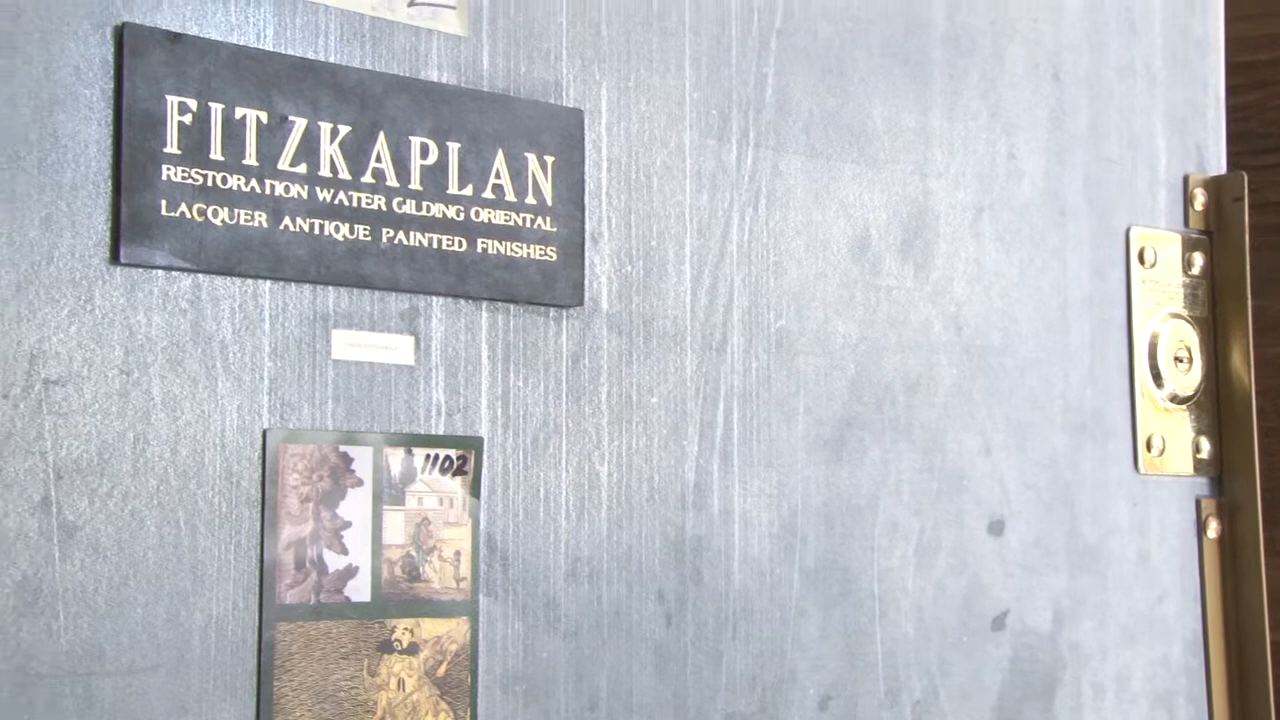 FITZKAPLAN
RESTORATION WATER GILDING ORIENTAL
LACQUER ANTIQUE PAINTED FINISHES
1102